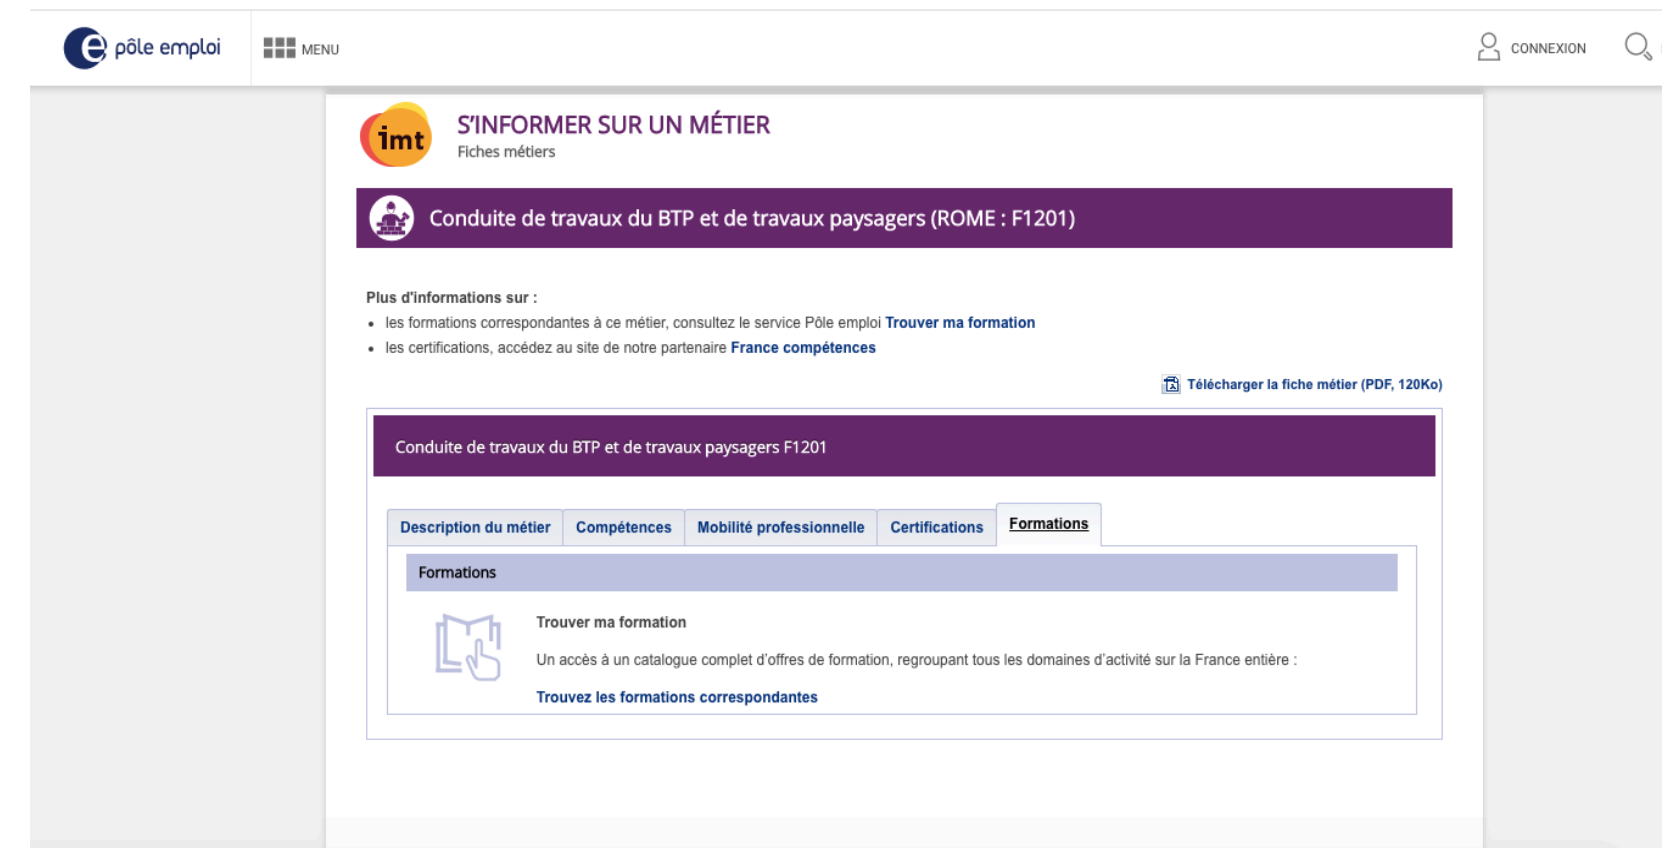 pôle emploi
MENU
CONNEXION
imt
S'INFORMER SUR UN MÉTIER
Fiches métiers
Conduite de travaux du BTP et de travaux paysagers (ROME : F1201)
Plus d'informations sur :
• les formations correspondantes à ce métier, consultez le service Pôle emploi Trouver ma formation
• les certifications, accédez au site de notre partenaire France compétences
Télécharger la fiche métier (PDF, 120Ko)
Conduite de travaux du BTP et de travaux paysagers F1201
Description du métier Compétences Mobilité professionnelle Certifications Formations
Formations
Trouver ma formation
Un accès à un catalogue complet d'offres de formation, regroupant tous les domaines d'activité sur la France entière :
Trouvez les formations correspondantes